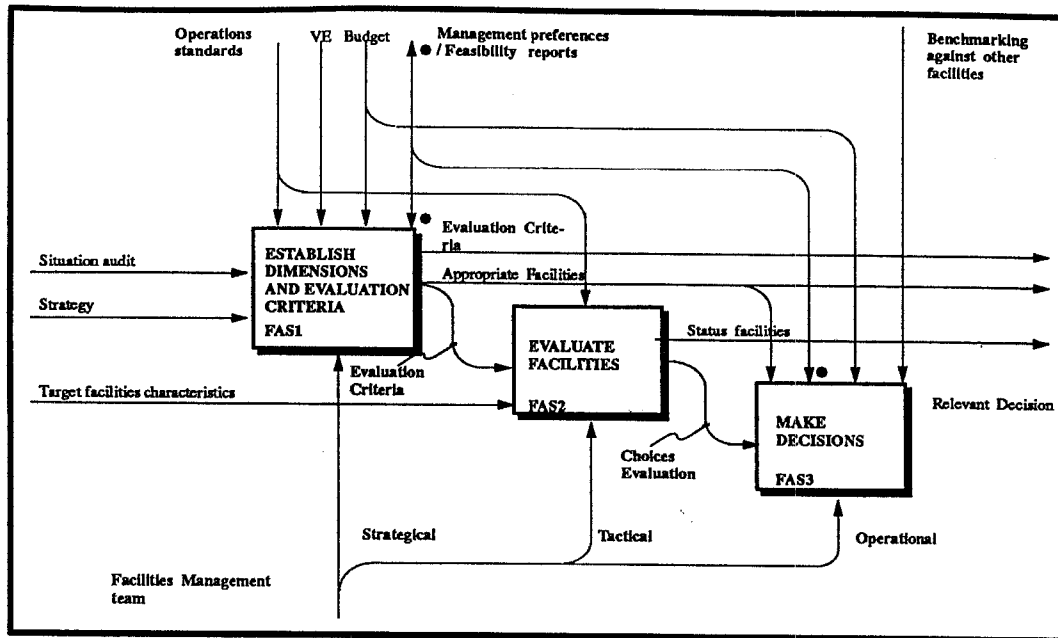 Operations
standards
VE Budget
Management preferences
/ Feasibility reports
Benchmarking
against other
facilities
Situation audit
Strategy
ESTABLISH
DIMENSIONS
AND EVALUATION
CRITERIA
FAS1
Evaluation Crite-
ria
Appropriate Facilities
Evaluation
Criteria
Target facilities characteristics
EVALUATE
FACILITIES
FAS2
Status facilities
Choices
Evaluation
MAKE
DECISIONS
FAS3
Relevant Decision
Strategical
Tactical
Operational
Facilities Management
team